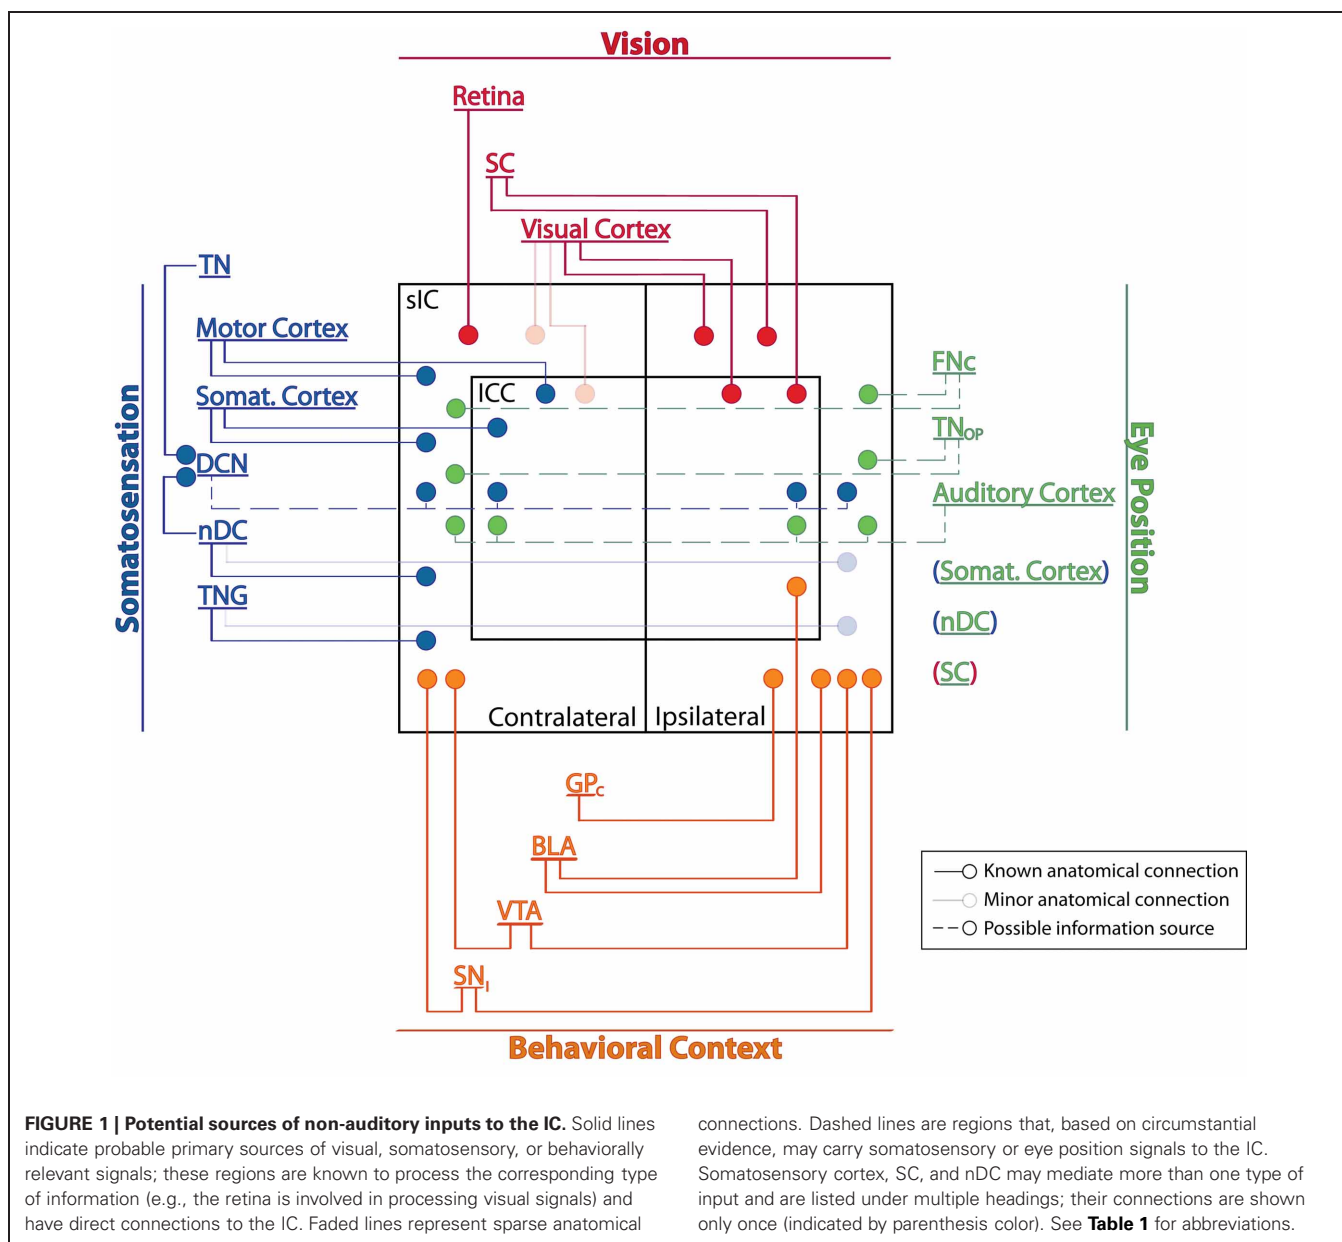 Vision
Retina
SC
Visual Cortex
TN
Motor Cortex
Somat. Cortex
DCN
nDC
TNG
Somatosensation
sIC
ICC
Contralateral
Ipsilateral
FNc
TNOP
Auditory Cortex
(Somat. Cortex)
(nDC)
(SC)
Eye Position
GPC
BLA
VTA
SNl
Behavioral Context
Known anatomical connection
Minor anatomical connection
Possible information source
FIGURE 1 | Potential sources of non-auditory inputs to the IC. Solid lines
indicate probable primary sources of visual, somatosensory, or behaviorally
relevant signals; these regions are known to process the corresponding type
of information (e.g., the retina is involved in processing visual signals) and
have direct connections to the IC. Faded lines represent sparse anatomical
connections. Dashed lines are regions that, based on circumstantial
evidence, may carry somatosensory or eye position signals to the IC.
Somatosensory cortex, SC, and nDC may mediate more than one type of
input and are listed under multiple headings; their connections are shown
only once (indicated by parenthesis color). See Table 1 for abbreviations.